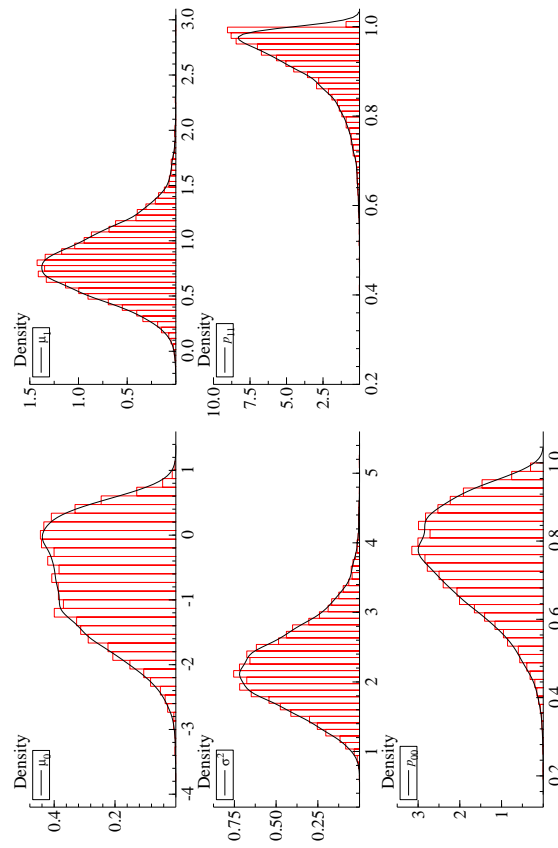 Density
μ₀
0.4
0.2
-4 -3 -2 -1 0 1
Density
μ₁
1.5
1.0
0.5
0.0 0.5 1.0 1.5 2.0 2.5 3.0
Density
σ²
0.75
0.50
0.25
1 2 3 4 5
Density
p₁₁
10.0
7.5
5.0
2.5
0.2 0.4 0.6 0.8 1.0
Density
p₀₀
3
2
1
0.2 0.4 0.6 0.8 1.0